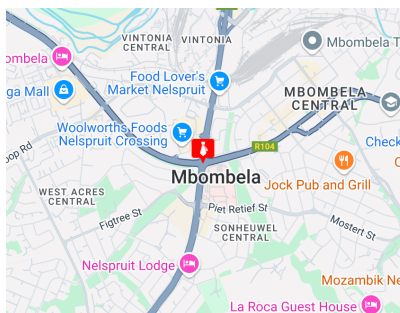 VINTONIA
CENTRAL
VINTONIA
ombela
Mbombela T
Food Lover's
Market Nelspruit
ga Mall
MBOMBELA
CENTRAL
Woolworths Foods
Nelspruit Crossing
R104
Check
oop Rd
C
Mbombela
Jock Pub and Grill
WEST ACRES
CENTRAL
Figtree St
Piet Retief St
Mostert St
SONHEUWEL
CENTRAL
Nelspruit Lodge
Mozambik Ne
La Roca Guest House